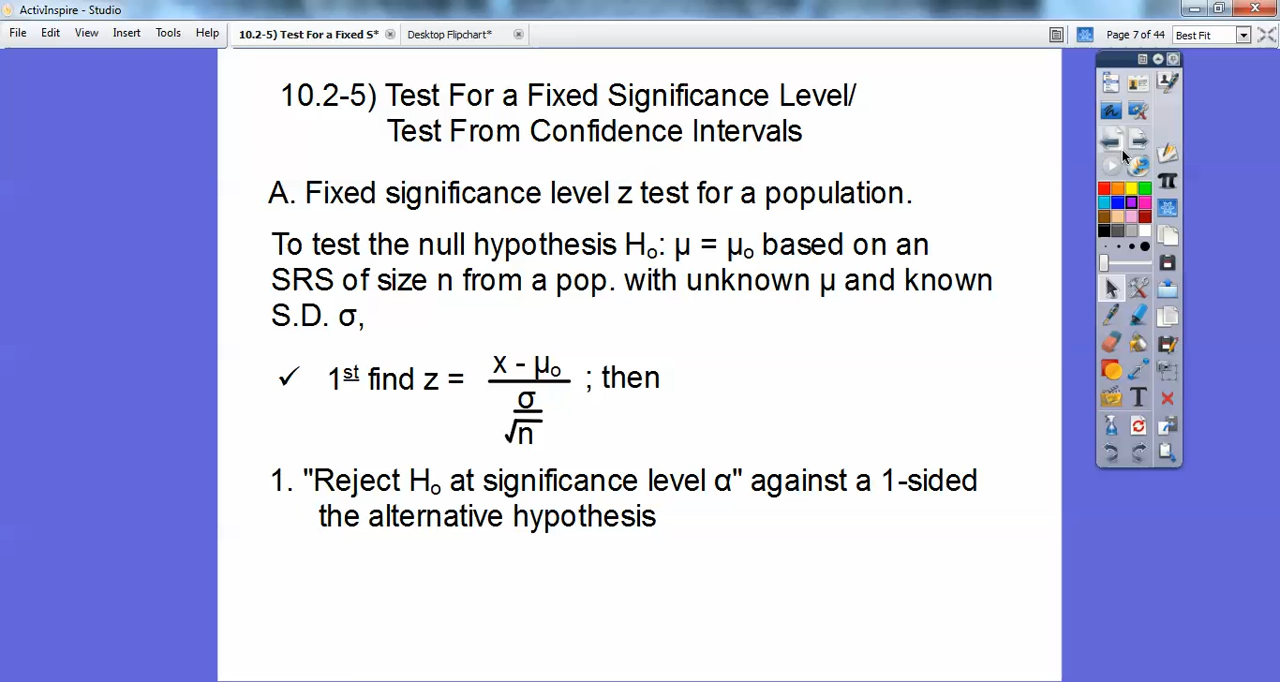 ActivInspire - Studio
File Edit View Insert Tools Help
10.2-5) Test For a Fixed S* Desktop Flipchart*
Page 7 of 44 Best Fit
10.2-5) Test For a Fixed Significance Level/
Test From Confidence Intervals
A. Fixed significance level z test for a population.
To test the null hypothesis Hₒ: μ = μₒ based on an
SRS of size n from a pop. with unknown μ and known
S.D. σ,
✓ 1st find z = x - μₒ / σ / √n ; then
1. "Reject Hₒ at significance level α" against a 1-sided
the alternative hypothesis